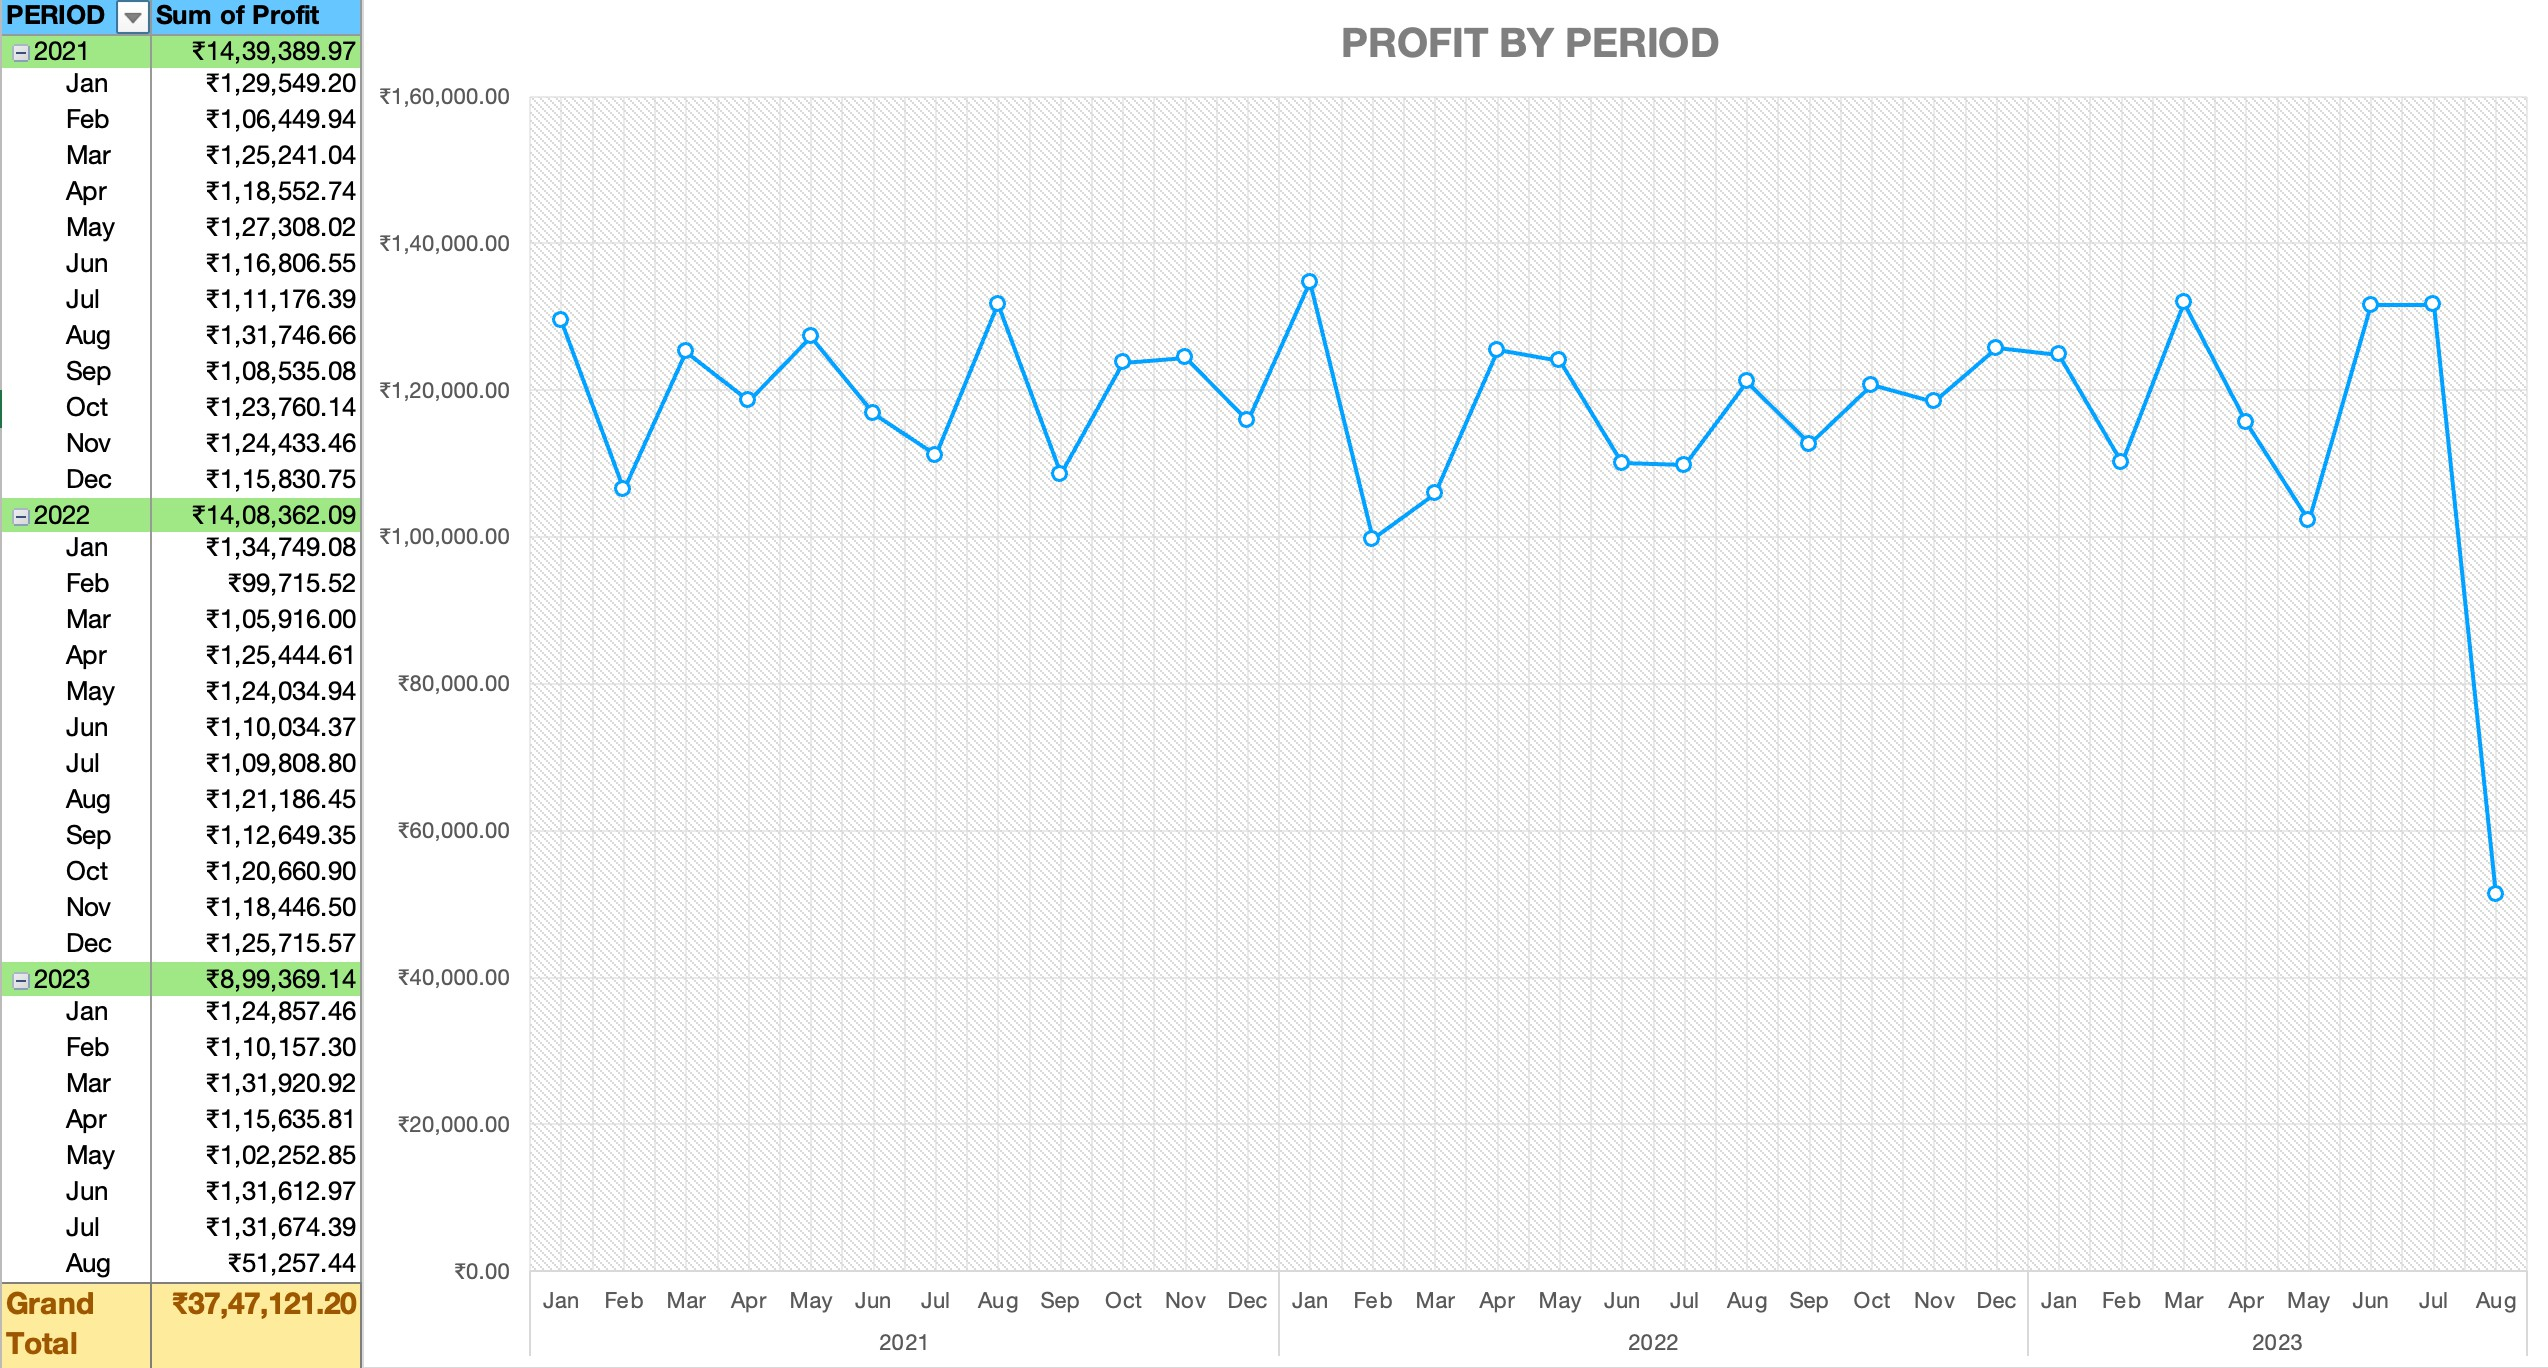 PERIOD Sum of Profit
2021 ₹14,39,389.97
Jan ₹1,29,549.20
Feb ₹1,06,449.94
Mar ₹1,25,241.04
Apr ₹1,18,552.74
May ₹1,27,308.02
Jun ₹1,16,806.55
Jul ₹1,11,176.39
Aug ₹1,31,746.66
Sep ₹1,08,535.08
Oct ₹1,23,760.14
Nov ₹1,24,433.46
Dec ₹1,15,830.75
2022 ₹14,08,362.09
Jan ₹1,34,749.08
Feb ₹99,715.52
Mar ₹1,05,916.00
Apr ₹1,25,444.61
May ₹1,24,034.94
Jun ₹1,10,034.37
Jul ₹1,09,808.80
Aug ₹1,21,186.45
Sep ₹1,12,649.35
Oct ₹1,20,660.90
Nov ₹1,18,446.50
Dec ₹1,25,715.57
2023 ₹8,99,369.14
Jan ₹1,24,857.46
Feb ₹1,10,157.30
Mar ₹1,31,920.92
Apr ₹1,15,635.81
May ₹1,02,252.85
Jun ₹1,31,612.97
Jul ₹1,31,674.39
Aug ₹51,257.44
Grand ₹37,47,121.20
Total
PROFIT BY PERIOD
₹1,60,000.00
₹1,40,000.00
₹1,20,000.00
₹1,00,000.00
₹80,000.00
₹60,000.00
₹40,000.00
₹20,000.00
₹0.00
Jan Feb Mar Apr May Jun Jul Aug Sep Oct Nov Dec Jan Feb Mar Apr May Jun Jul Aug Sep Oct Nov Dec Jan Feb Mar Apr May Jun Jul Aug
2021 2022 2023